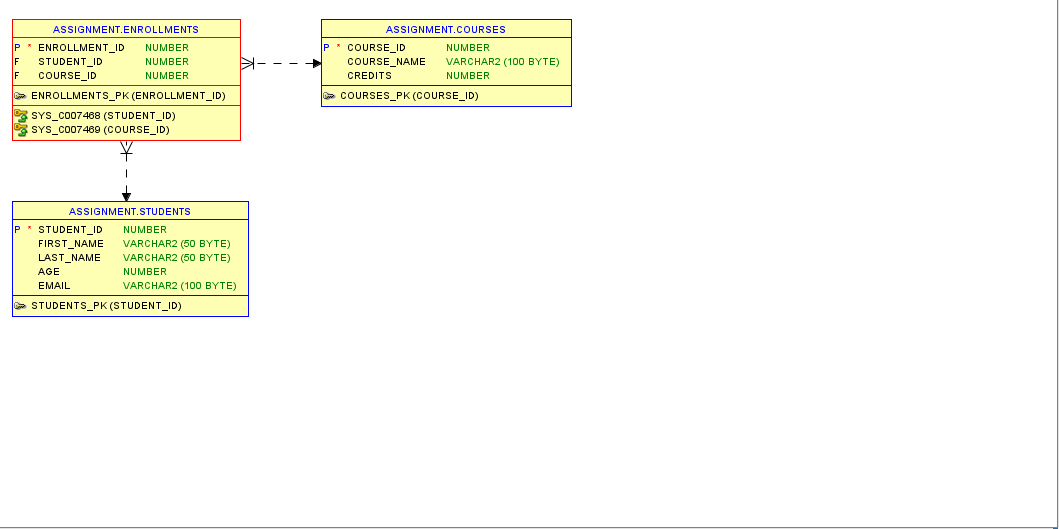 ASSIGNMENT.ENROLLMENTS
P * ENROLLMENT_ID NUMBER
F STUDENT_ID NUMBER
F COURSE_ID NUMBER
ENROLLMENTS_PK (ENROLLMENT_ID)
SYS_C007468 (STUDENT_ID)
SYS_C007469 (COURSE_ID)
ASSIGNMENT.COURSES
P * COURSE_ID NUMBER
COURSE_NAME VARCHAR2 (100 BYTE)
CREDITS NUMBER
COURSES_PK (COURSE_ID)
ASSIGNMENT.STUDENTS
P * STUDENT_ID NUMBER
FIRST_NAME VARCHAR2 (50 BYTE)
LAST_NAME VARCHAR2 (50 BYTE)
AGE NUMBER
EMAIL VARCHAR2 (100 BYTE)
STUDENTS_PK (STUDENT_ID)